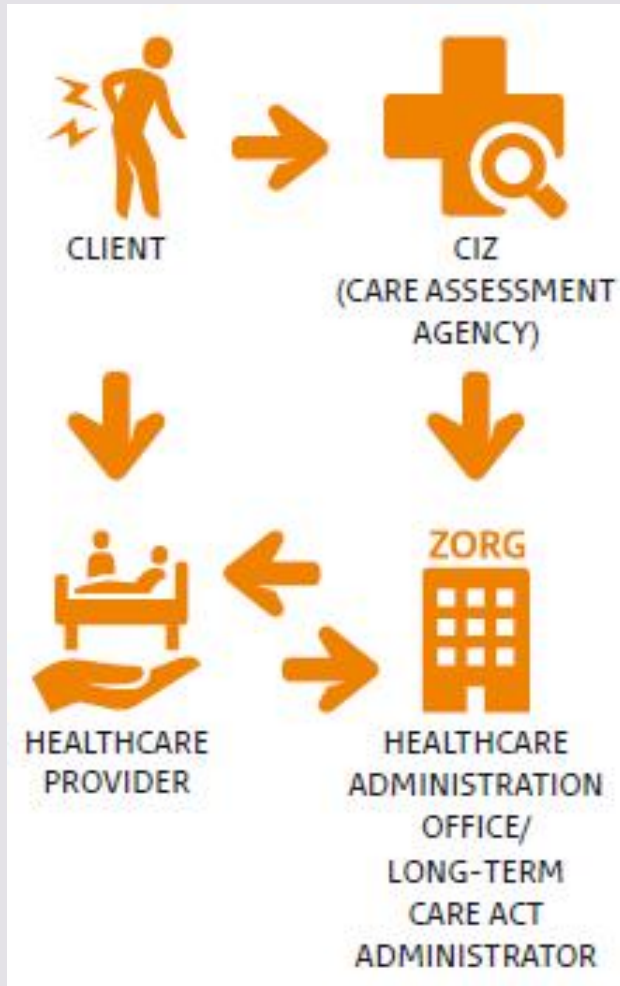 CLIENT
CIZ
(CARE ASSESSMENT
AGENCY)
ZORG
HEALTHCARE
PROVIDER
HEALTHCARE
ADMINISTRATION
OFFICE/
LONG-TERM
CARE ACT
ADMINISTRATOR